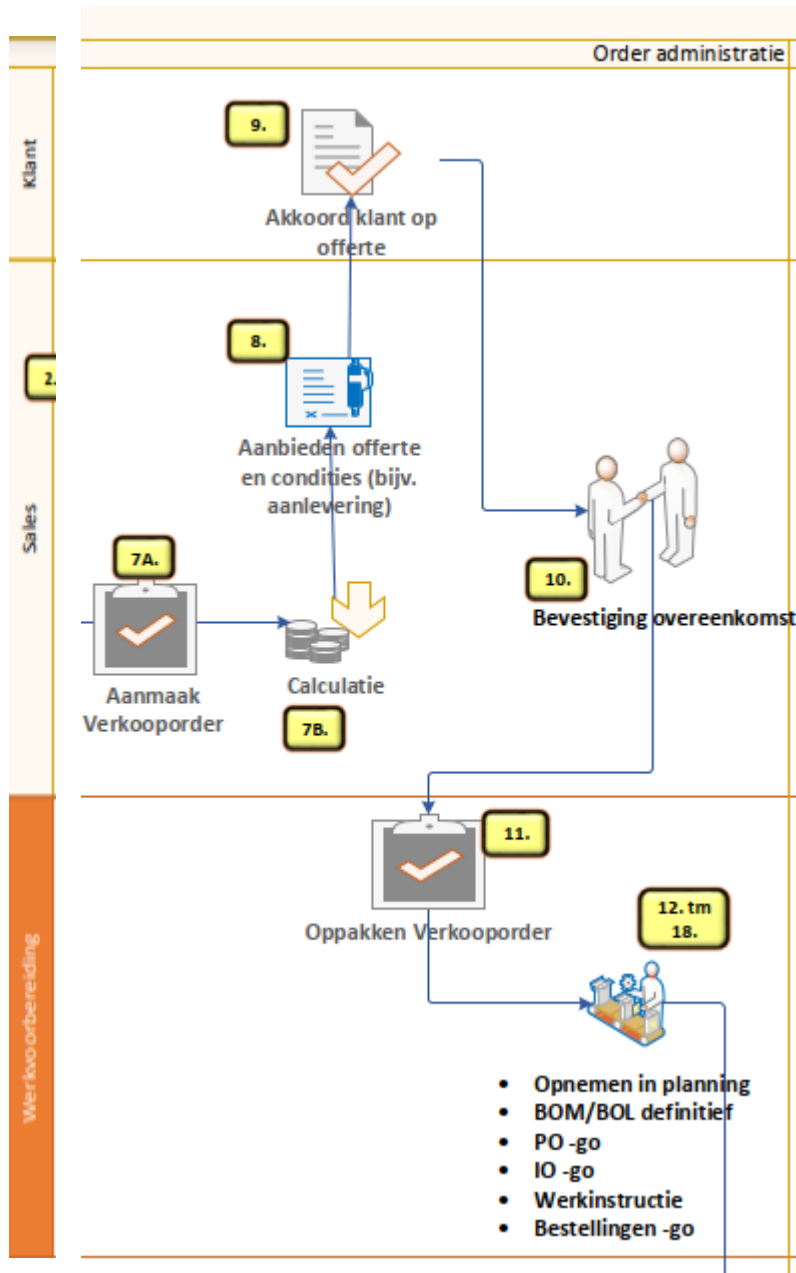 Order administratie
Klant
9.
Akkoord klant op
offerte
Sales
2.
8.
Aanbieden offerte
en condities (bijv.
aanlevering)
7A.
Aanmaak
Verkooporder
Calculatie
7B.
10.
Bevestiging overeenkomst
Werkvoorbereiding
11.
Oppakken Verkooporder
12. tm
18.
• Opnemen in planning
• BOM/BOL definitief
• PO -go
• IO -go
• Werkinstructie
• Bestellingen -go